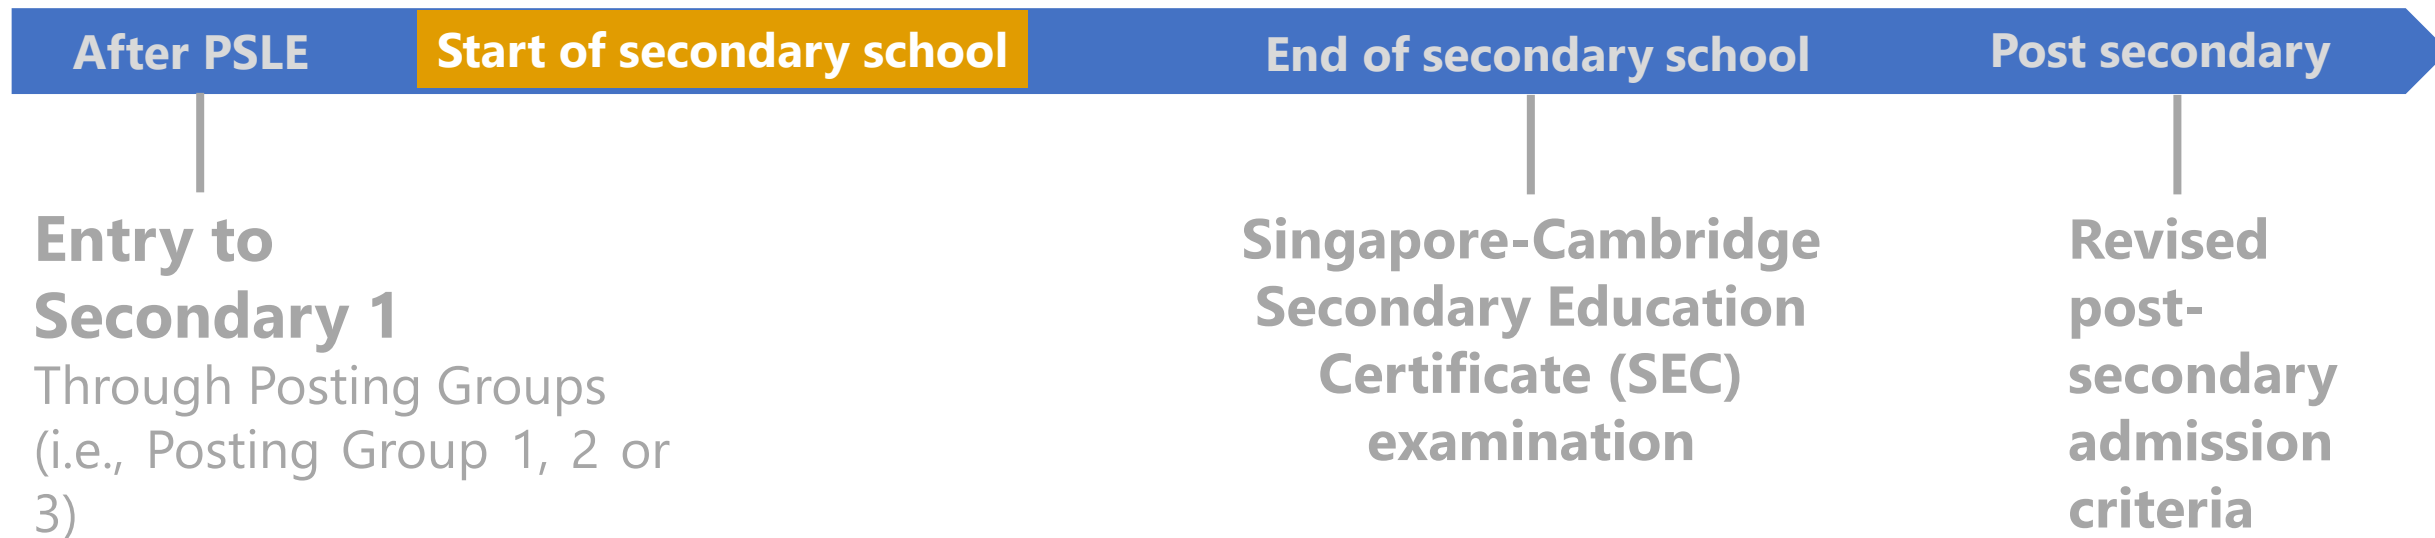 After PSLE
Start of secondary school
End of secondary school
Post secondary
Entry to
Secondary 1
Through Posting Groups
(i.e., Posting Group 1, 2 or
3)
Singapore-Cambridge
Secondary Education
Certificate (SEC)
examination
Revised
post-
secondary
admission
criteria